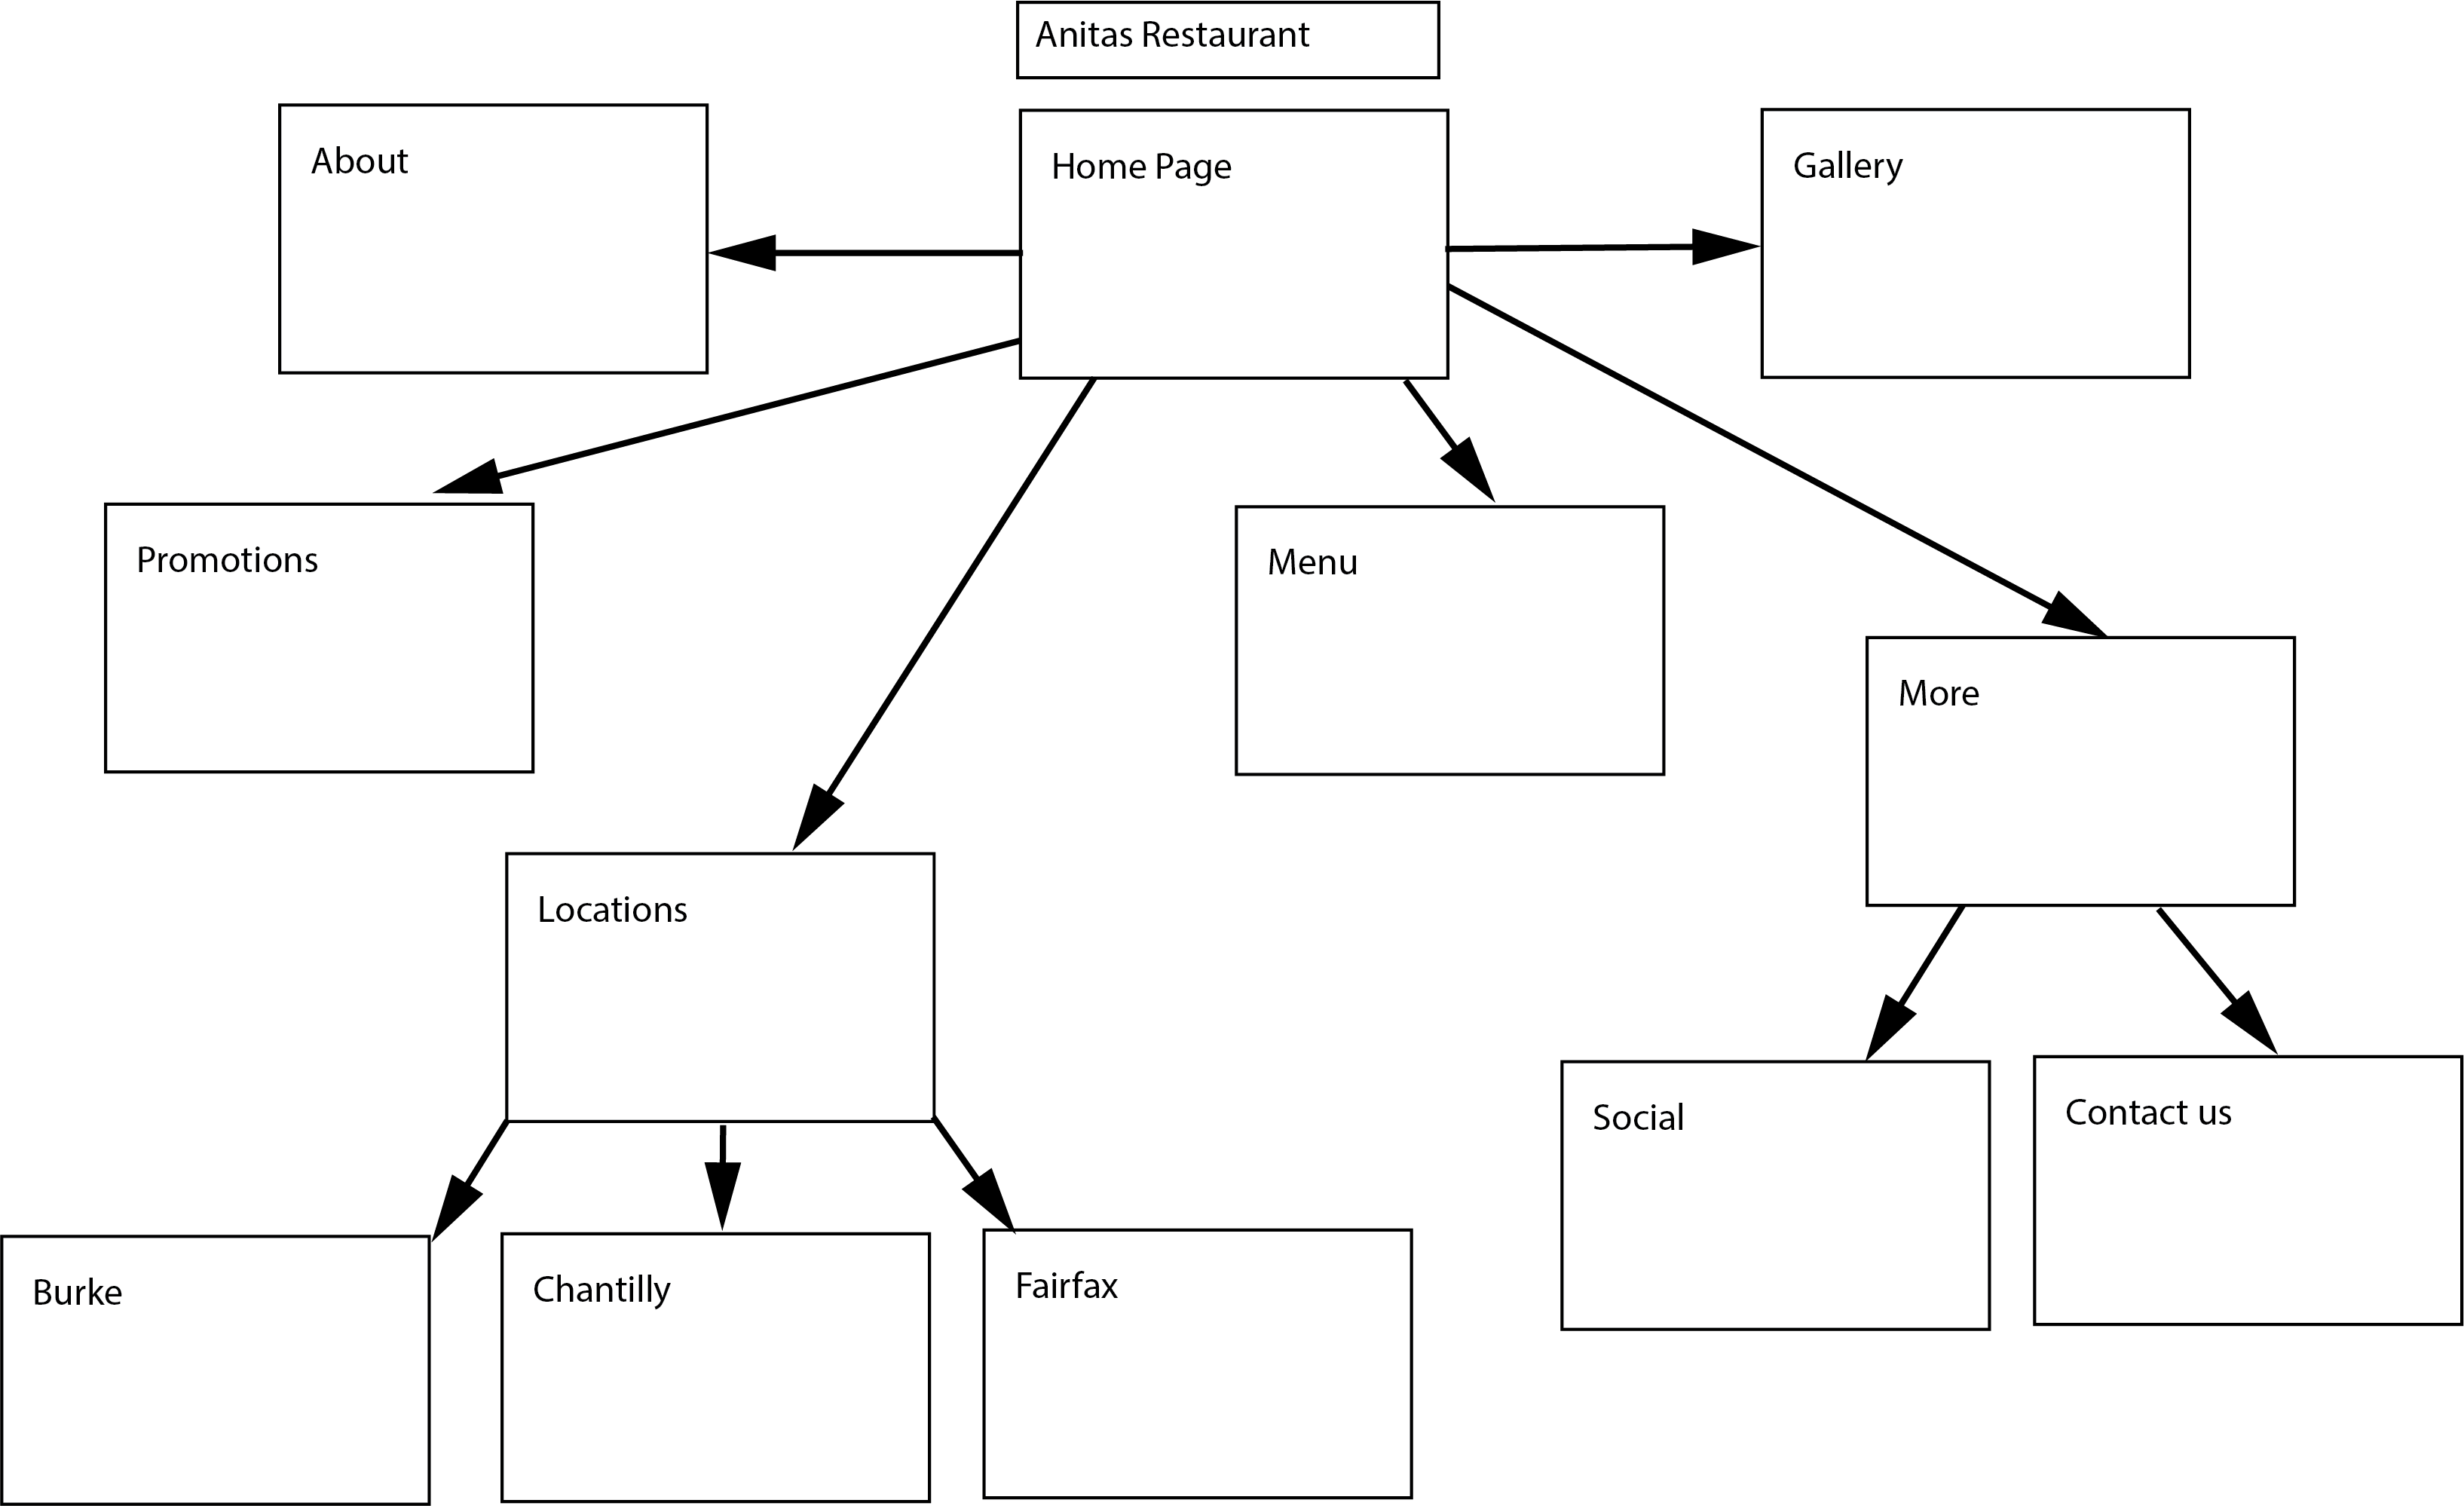 Anitas Restaurant
About
Home Page
Gallery
Promotions
Menu
More
Locations
Social
Contact us
Burke
Chantilly
Fairfax